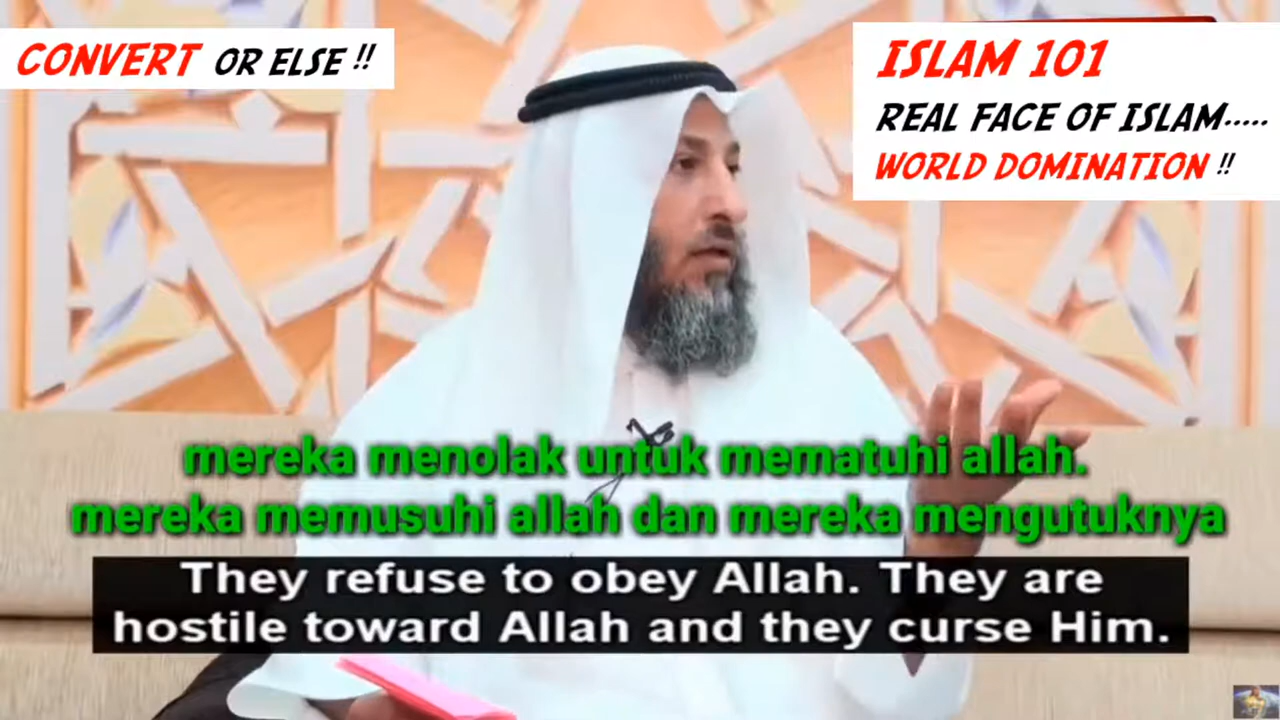 CONVERT OR ELSE !!
ISLAM 101
REAL FACE OF ISLAM.....
WORLD DOMINATION !!
mereka menolak untuk mematuhi allah.
mereka memusuhi allah dan mereka mengutuknya
They refuse to obey Allah. They are
hostile toward Allah and they curse Him.